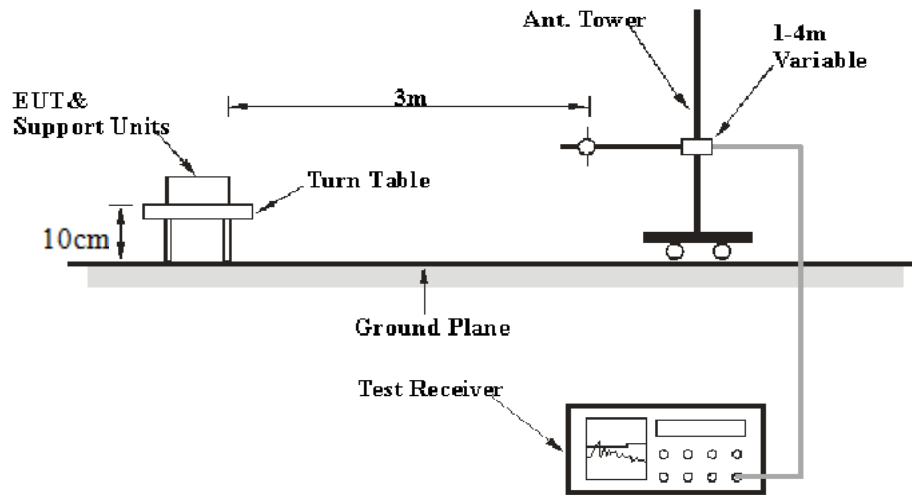 Ant. Tower
1-4m
Variable
3m
EUT&
Support Units
Turn Table
10cm
Ground Plane
Test Receiver